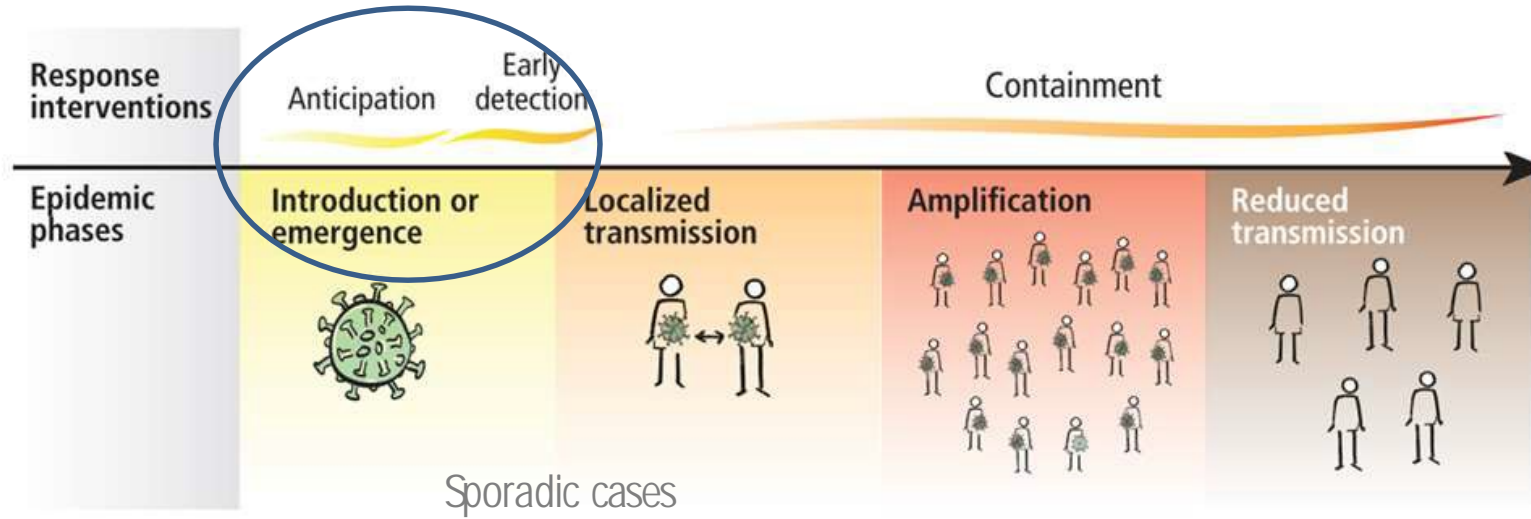 Response
interventions
Anticipation
Early
detection
Containment
Epidemic
phases
Introduction or
emergence
Localized
transmission
Amplification
Reduced
transmission
Sporadic cases